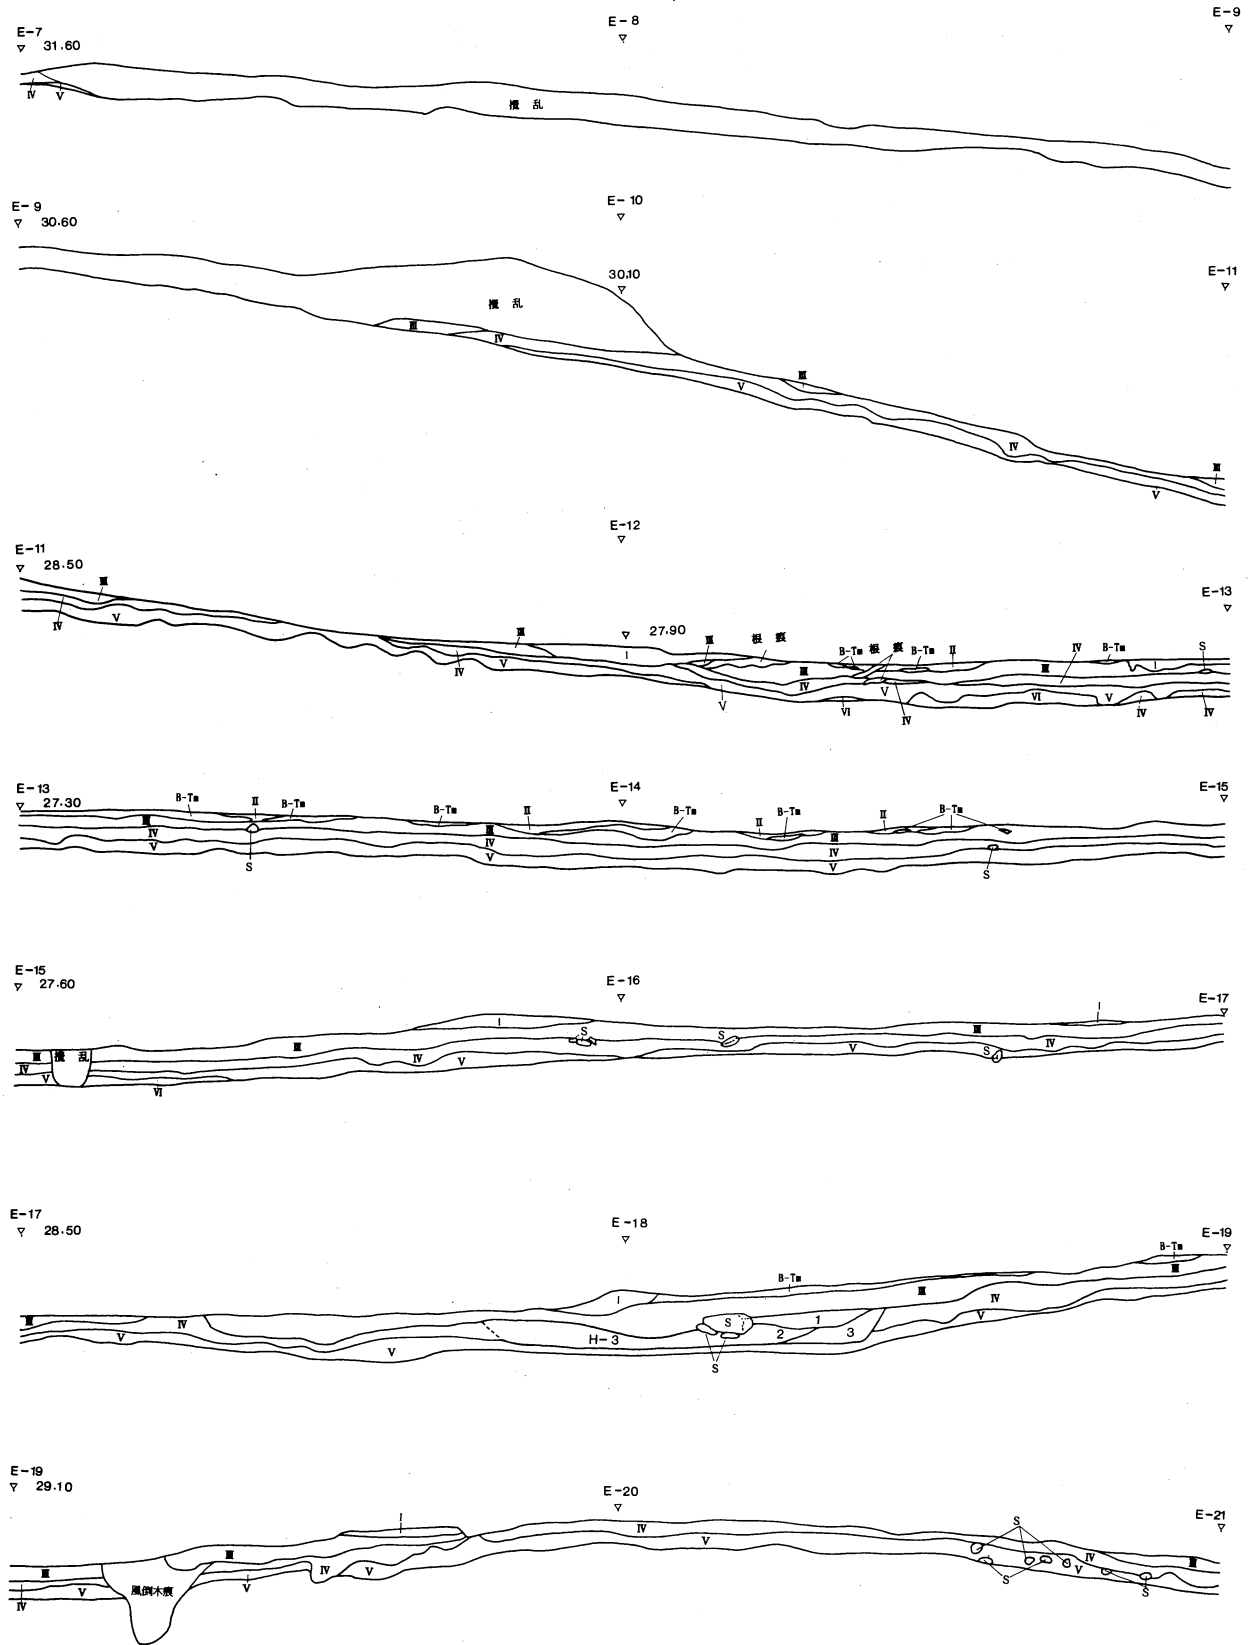 E-7 E-8 E-9
31.60
IV V 攪乱
E-9 E-10 E-11
30.60
30.10
攪乱
III IV V III IV V III
E-11 E-12 E-13
28.50
27.90
III IV V III IV V I III 根痕 III IV V VI B-Tm 根痕 B-Tm II V IV III VI IV B-Tm V I IV S IV
E-13 E-14 E-15
27.30
B-Tm II B-Tm B-Tm II B-Tm II B-Tm II B-Tm
III IV V S III IV V III IV V S
E-15 E-16 E-17
27.60
III IV V 攪乱 VI III I IV V S S V III S I IV
E-17 E-18 E-19
28.50
III V IV V H-3 I S S B-Tm 1 2 3 III IV V B-Tm III
E-19 E-20 E-21
29.10
III V IV 風倒木痕 III V I IV V IV V S S IV V S III